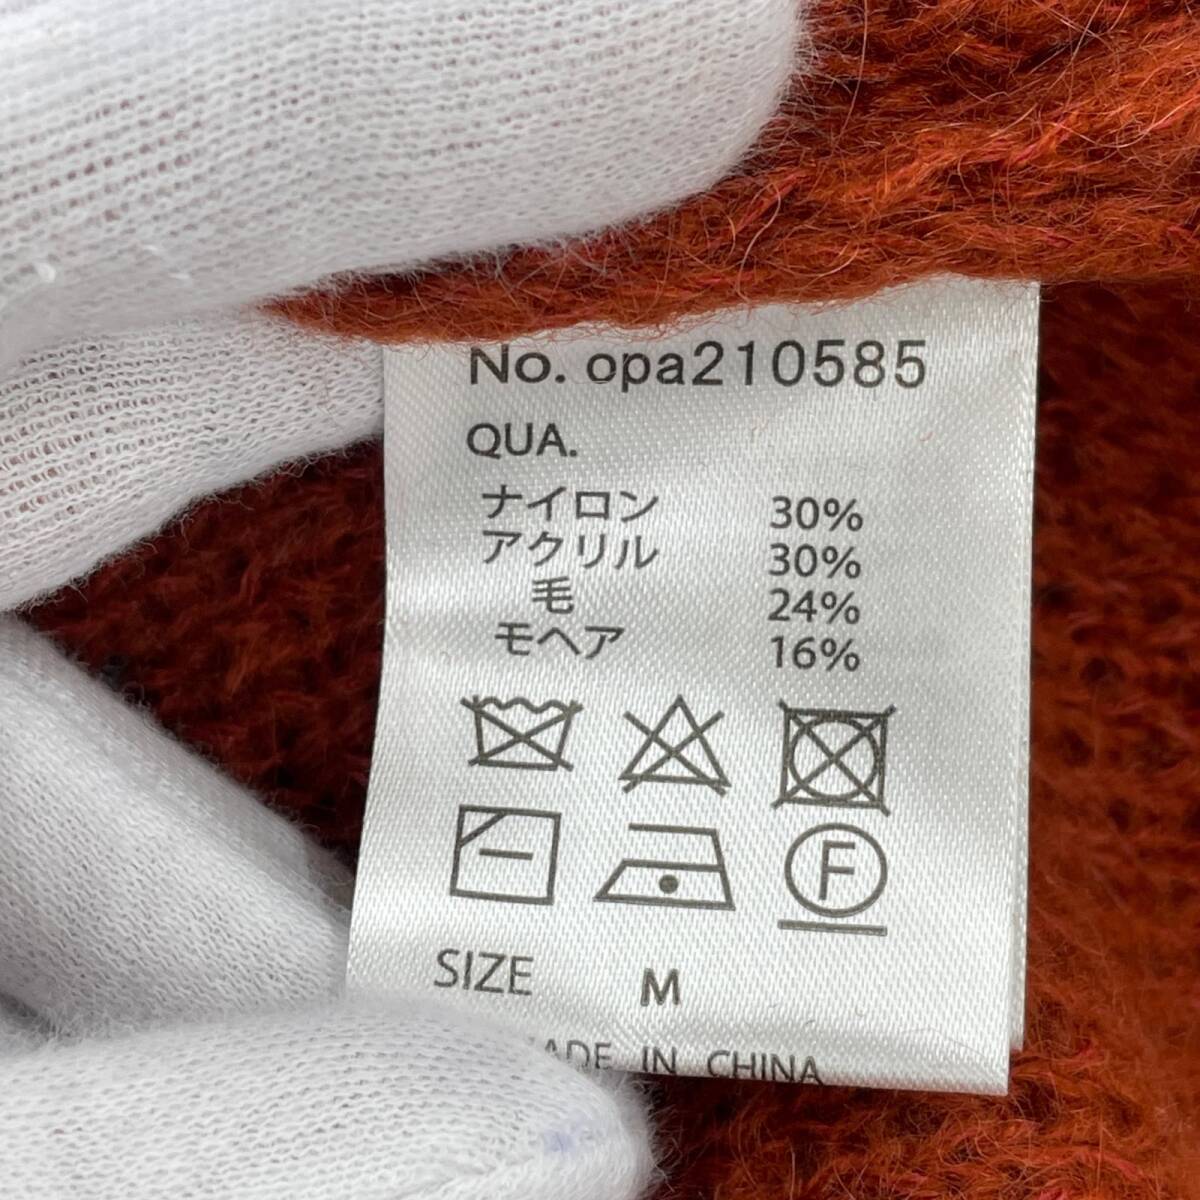 No. opa210585
QUA.
ナイロン 30%
アクリル 30%
毛 24%
モヘア 16%
F
SIZE M
ADE IN CHINA